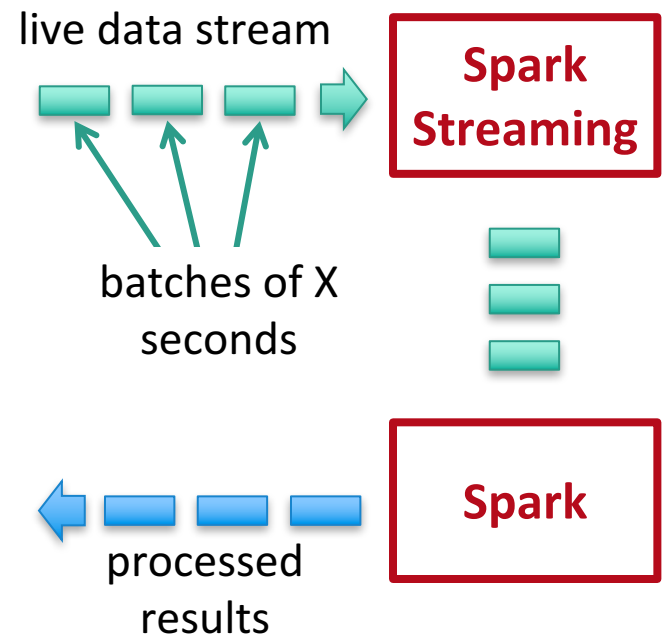 live data stream
Spark
Streaming
batches of X
seconds
Spark
processed
results